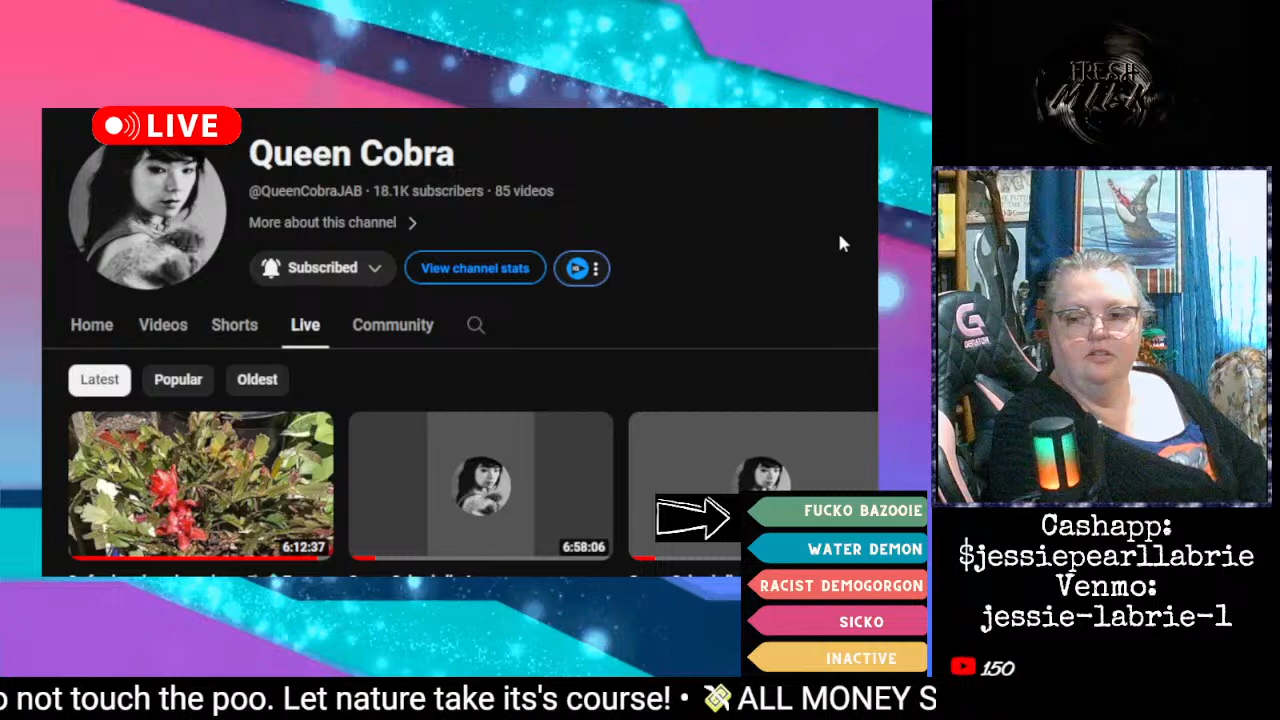 LIVE
Queen Cobra
@QueenCobraJAB · 18.1K subscribers · 85 videos
More about this channel
Subscribed
View channel stats
Home
Videos
Shorts
Live
Community
Latest
Popular
Oldest
6:12:37
6:58:06
FUCKO BAZOOIE
WATER DEMON
RACIST DEMOGORGON
SICKO
INACTIVE
FRESH
MILK
Cashapp:
$jessiepearllabrie
Venmo:
jessie-labrie-1
150
o not touch the poo. Let nature take its's course! • 💸 ALL MONEY S